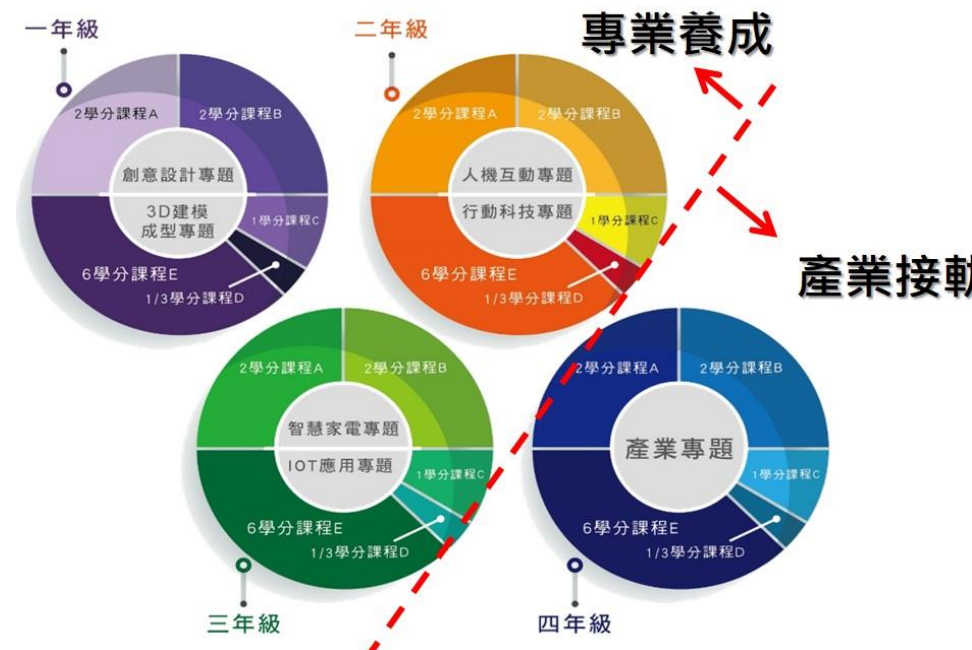 一年級
2學分課程A
2學分課程B
創意設計專題
3D建模
成型專題
1學分課程C
6學分課程E
1/3學分課程D
二年級
2學分課程A
2學分課程B
人機互動專題
行動科技專題
1學分課程C
6學分課程E
1/3學分課程D
專業養成
產業接軌
2學分課程A
2學分課程B
智慧家電專題
IOT應用專題
1學分課程C
6學分課程E
1/3學分課程D
三年級
2學分課程A
2學分課程B
產業專題
1學分課程C
6學分課程E
1/3學分課程D
四年級